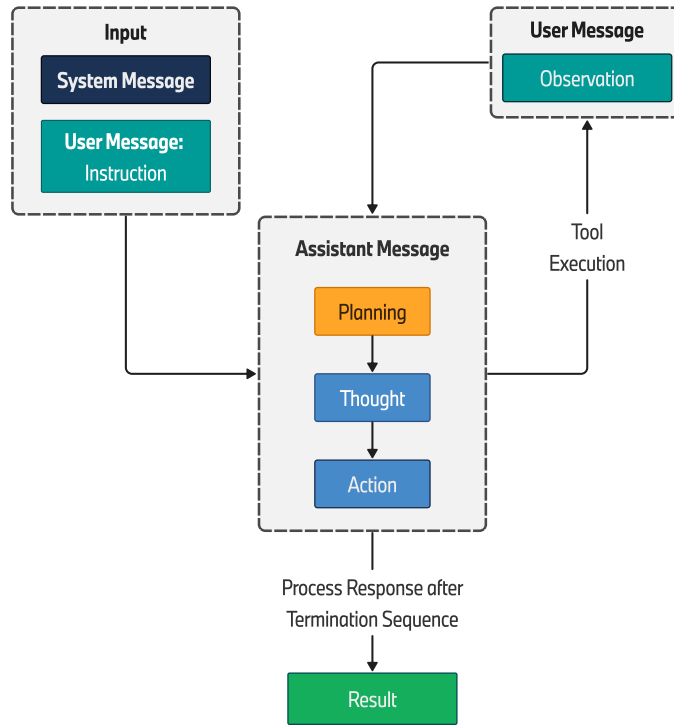 Input
System Message
User Message:
Instruction
User Message
Observation
Tool
Execution
Assistant Message
Planning
Thought
Action
Process Response after
Termination Sequence
Result